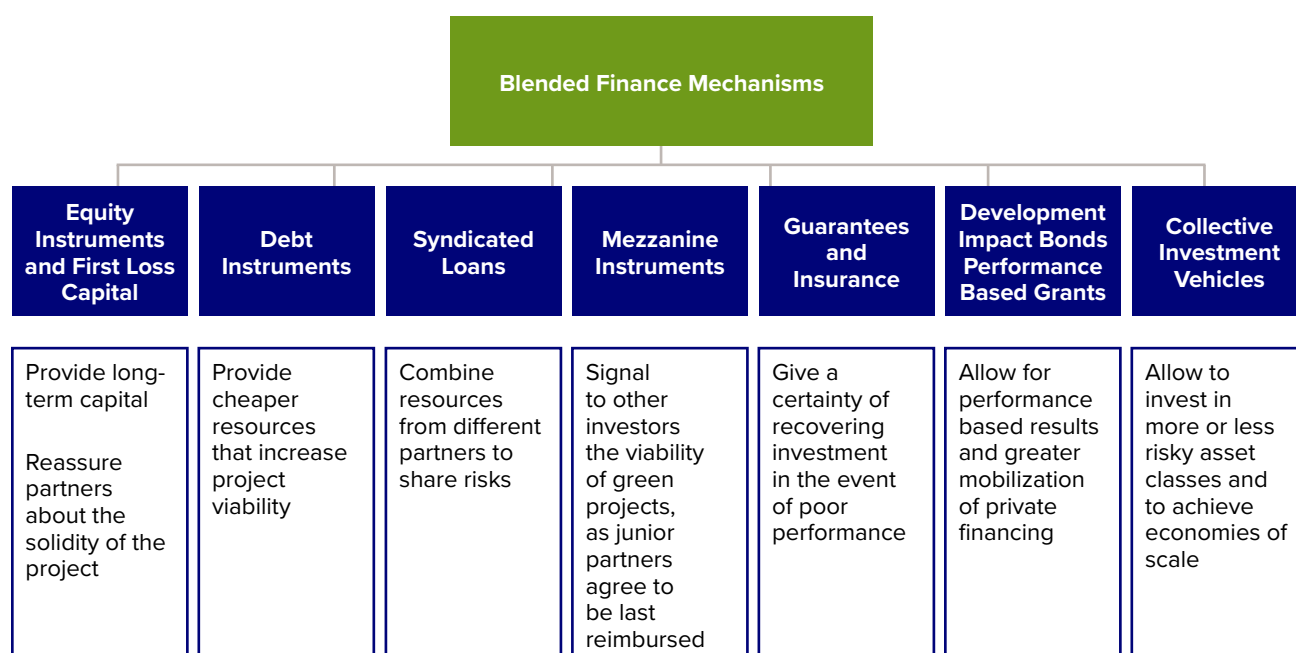 Blended Finance Mechanisms
Equity
Instruments
and First Loss
Capital
Debt
Instruments
Syndicated
Loans
Mezzanine
Instruments
Guarantees
and
Insurance
Development
Impact Bonds
Performance
Based Grants
Collective
Investment
Vehicles
Provide long-
term capital
Reassure
partners
about the
solidity of the
project
Provide
cheaper
resources
that increase
project
viability
Combine
resources
from different
partners to
share risks
Signal
to other
investors
the viability
of green
projects,
as junior
partners
agree to
be last
reimbursed
Give a
certainty of
recovering
investment
in the event
of poor
performance
Allow for
performance
based results
and greater
mobilization
of private
financing
Allow to
invest in
more or less
risky asset
classes and
to achieve
economies of
scale